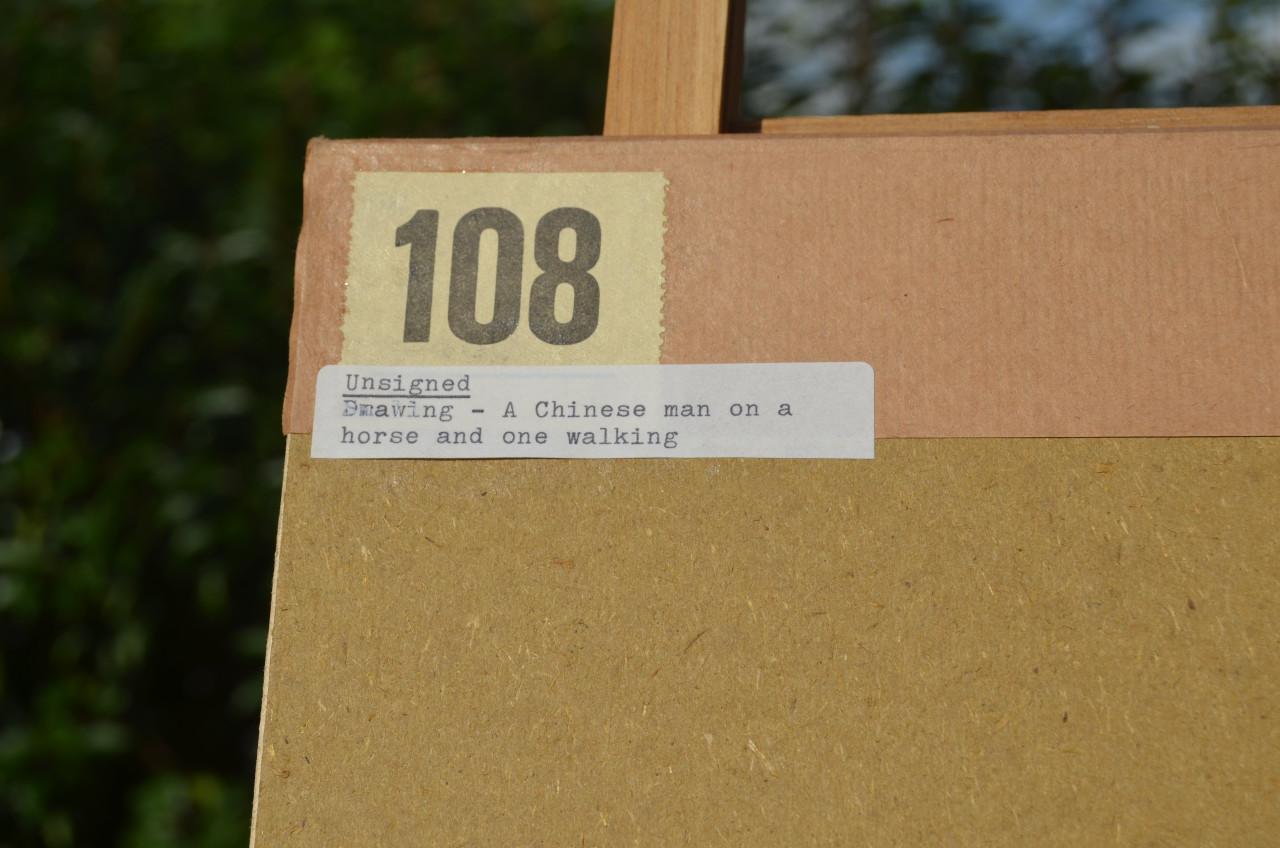 108
Unsigned
Drawing - A Chinese man on a
horse and one walking